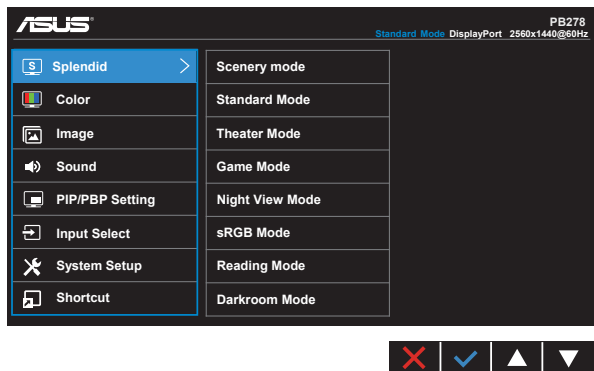 ASUS
PB278
Standard Mode DisplayPort 2560x1440@60Hz
S Splendid
Color
Image
Sound
PIP/PBP Setting
Input Select
System Setup
Shortcut
Scenery mode
Standard Mode
Theater Mode
Game Mode
Night View Mode
sRGB Mode
Reading Mode
Darkroom Mode